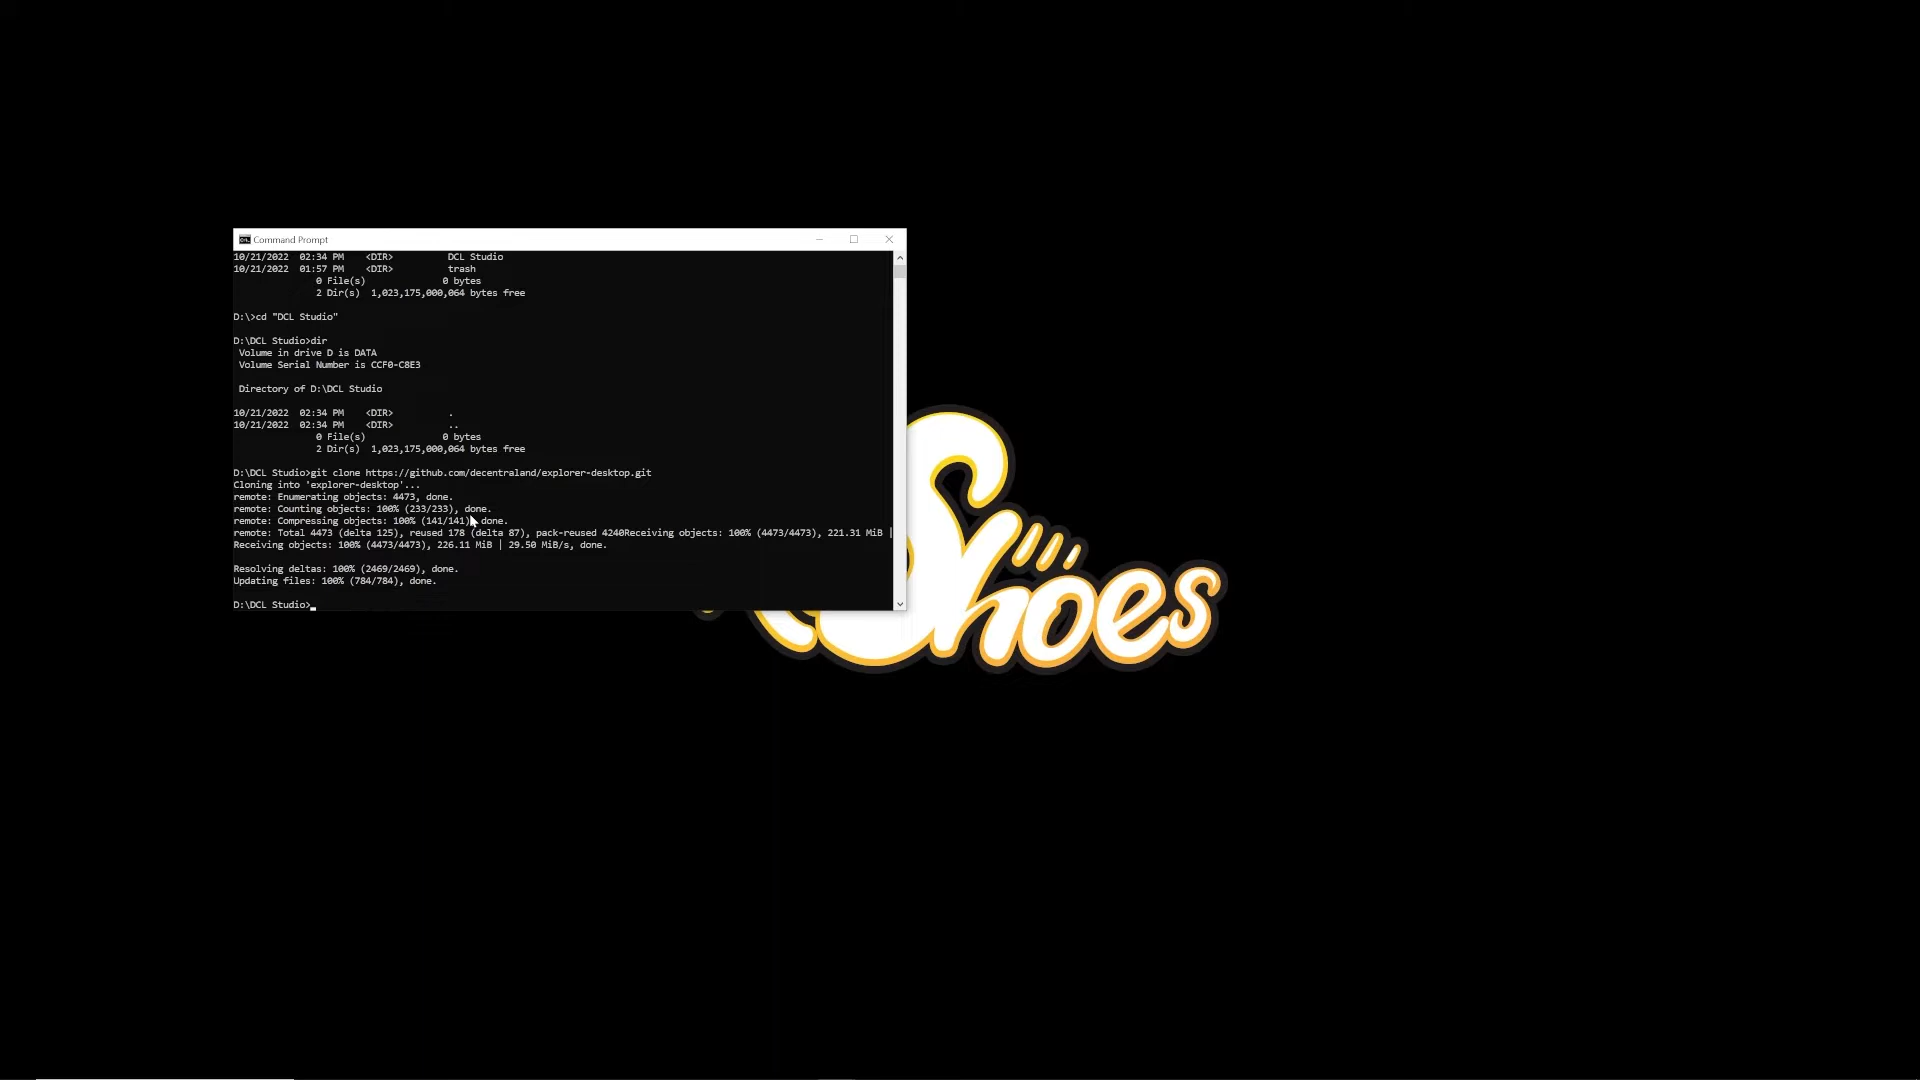 Command Prompt
10/21/2022  02:34 PM    <DIR>          DCL Studio
10/21/2022  01:57 PM    <DIR>          trash
               0 File(s)              0 bytes
               2 Dir(s)  1,023,175,000,064 bytes free
D:\>cd "DCL Studio"
D:\DCL Studio>dir
 Volume in drive D is DATA
 Volume Serial Number is CCF0-C8E3
 Directory of D:\DCL Studio
10/21/2022  02:34 PM    <DIR>          .
10/21/2022  02:34 PM    <DIR>          ..
               0 File(s)              0 bytes
               2 Dir(s)  1,023,175,000,064 bytes free
D:\DCL Studio>git clone https://github.com/decentraland/explorer-desktop.git
Cloning into 'explorer-desktop'...
remote: Enumerating objects: 4473, done.
remote: Counting objects: 100% (233/233), done.
remote: Compressing objects: 100% (141/141), done.
remote: Total 4473 (delta 125), reused 178 (delta 87), pack-reused 4240Receiving objects: 100% (4473/4473), 221.31 MiB |
Receiving objects: 100% (4473/4473), 226.11 MiB | 29.50 MiB/s, done.
Resolving deltas: 100% (2469/2469), done.
Updating files: 100% (784/784), done.
D:\DCL Studio>
Shoes